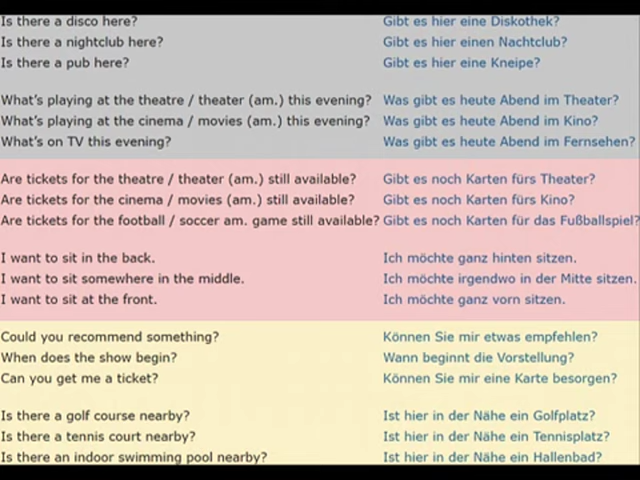 Is there a disco here? Gibt es hier eine Diskothek?
Is there a nightclub here? Gibt es hier einen Nachtclub?
Is there a pub here? Gibt es hier eine Kneipe?
What's playing at the theatre / theater (am.) this evening? Was gibt es heute Abend im Theater?
What's playing at the cinema / movies (am.) this evening? Was gibt es heute Abend im Kino?
What's on TV this evening? Was gibt es heute Abend im Fernsehen?
Are tickets for the theatre / theater (am.) still available? Gibt es noch Karten fürs Theater?
Are tickets for the cinema / movies (am.) still available? Gibt es noch Karten fürs Kino?
Are tickets for the football / soccer am. game still available? Gibt es noch Karten für das Fußballspiel?
I want to sit in the back. Ich möchte ganz hinten sitzen.
I want to sit somewhere in the middle. Ich möchte irgendwo in der Mitte sitzen.
I want to sit at the front. Ich möchte ganz vorn sitzen.
Could you recommend something? Können Sie mir etwas empfehlen?
When does the show begin? Wann beginnt die Vorstellung?
Can you get me a ticket? Können Sie mir eine Karte besorgen?
Is there a golf course nearby? Ist hier in der Nähe ein Golfplatz?
Is there a tennis court nearby? Ist hier in der Nähe ein Tennisplatz?
Is there an indoor swimming pool nearby? Ist hier in der Nähe ein Hallenbad?